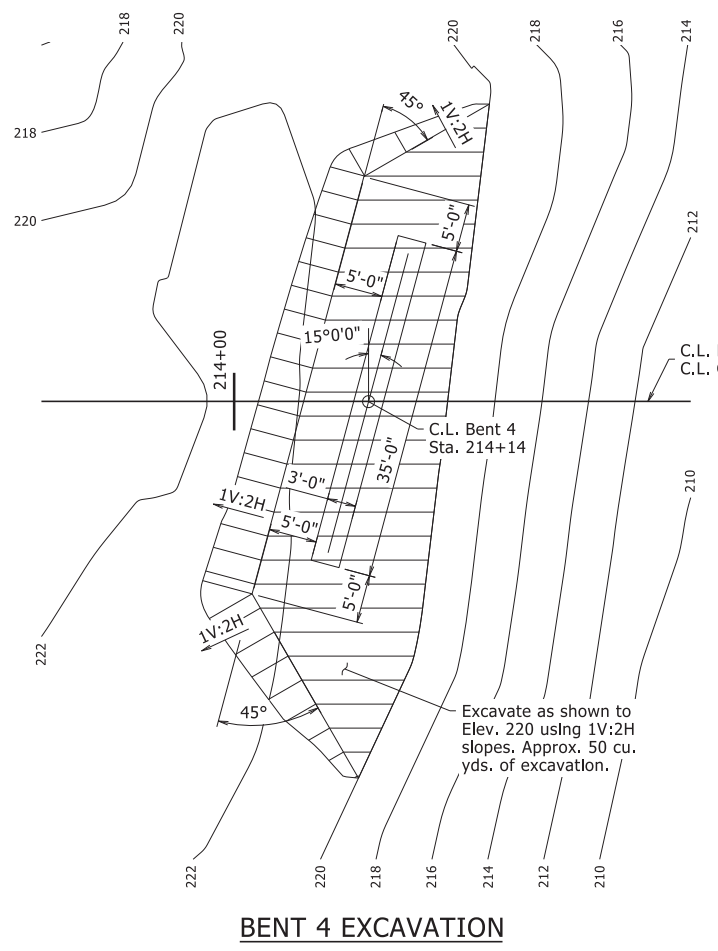 218
220
220
218
216
214
45°
1V:2H
218
220
212
5'-0"
5'-0"
15°0'0"
214+00
C.L.
C.L.
C.L. Bent 4
Sta. 214+14
35'-0"
3'-0"
1V:2H
5'-0"
210
5'-0"
1V:2H
222
45°
Excavate as shown to
Elev. 220 using 1V:2H
slopes. Approx. 50 cu.
yds. of excavation.
222
220
218
216
214
212
210
BENT 4 EXCAVATION